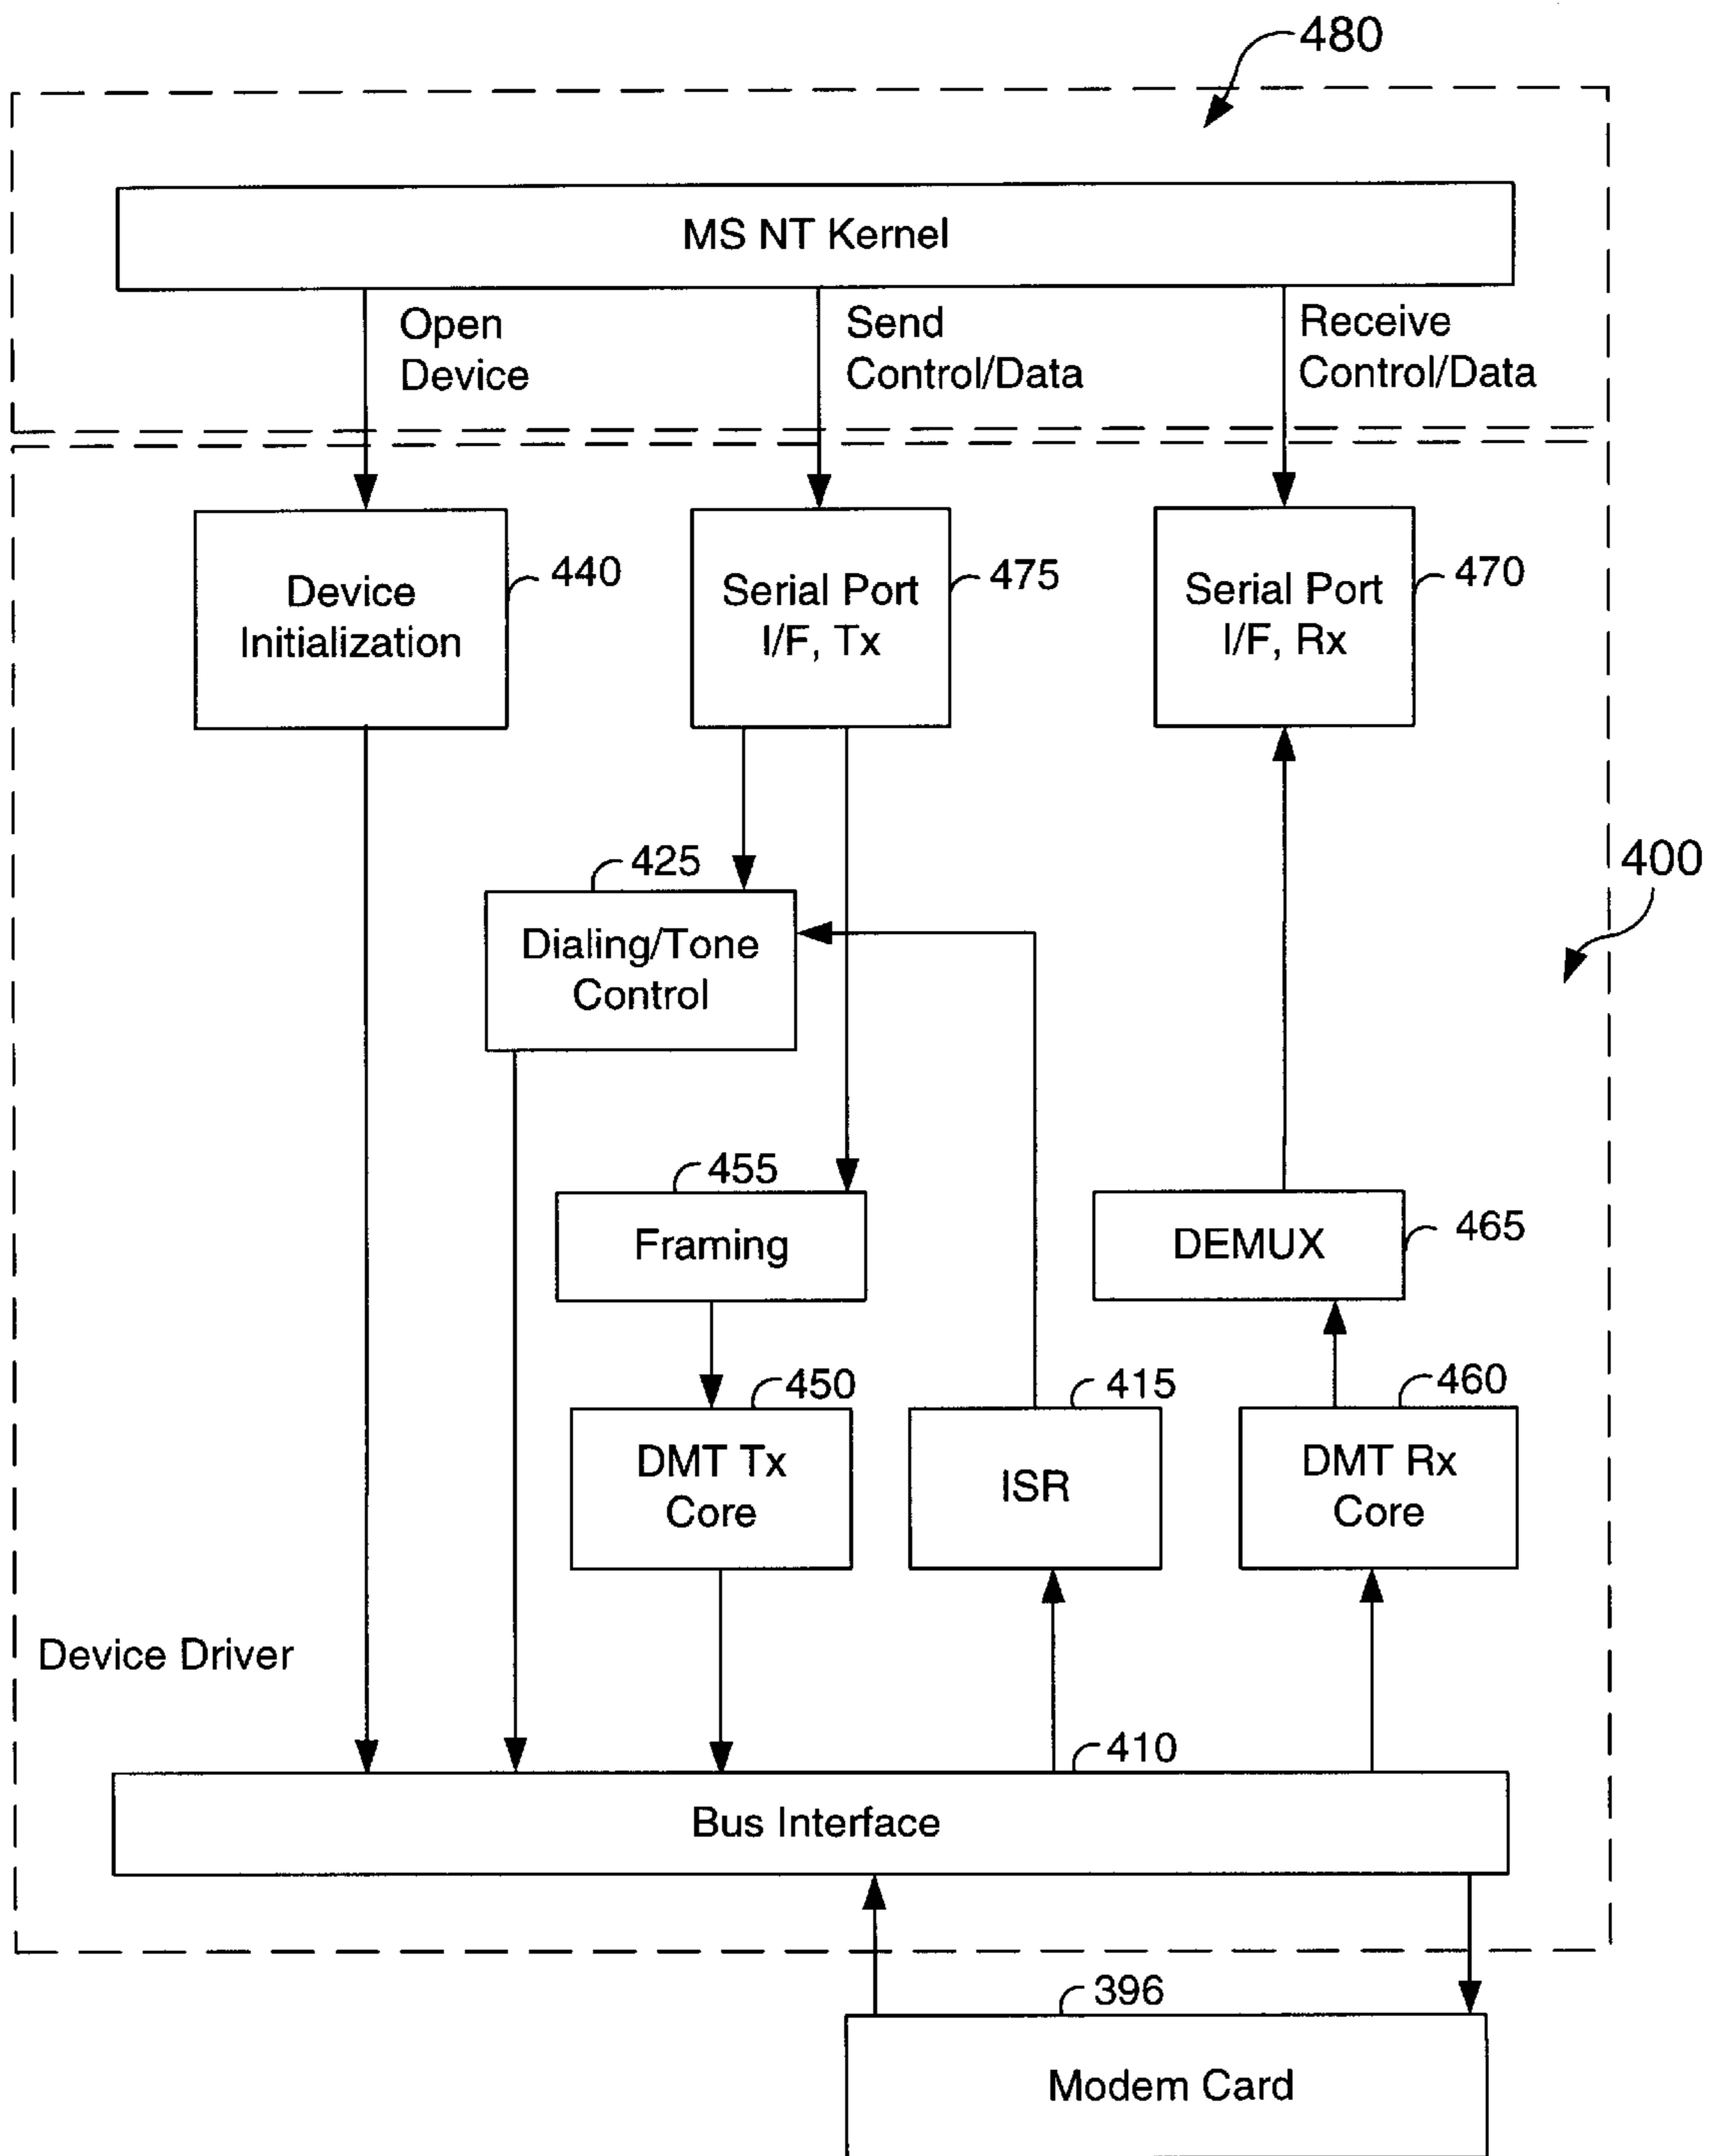 480
MS NT Kernel
Open
Device
Send
Control/Data
Receive
Control/Data
Device
Initialization
440
Serial Port
I/F, Tx
475
Serial Port
I/F, Rx
470
425
Dialing/Tone
Control
400
455
Framing
DEMUX
465
450
DMT Tx
Core
415
ISR
460
DMT Rx
Core
Device Driver
410
Bus Interface
396
Modem Card